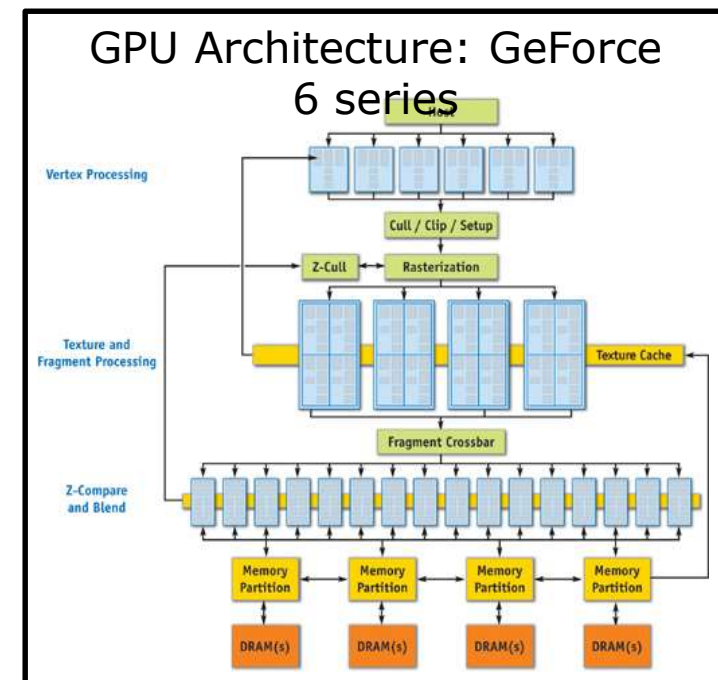 GPU Architecture: GeForce
6 series
Host
Vertex Processing
Cull / Clip / Setup
Z-Cull
Rasterization
Texture and
Fragment Processing
Texture Cache
Fragment Crossbar
Z-Compare
and Blend
Memory
Partition
Memory
Partition
Memory
Partition
Memory
Partition
DRAM(s)
DRAM(s)
DRAM(s)
DRAM(s)